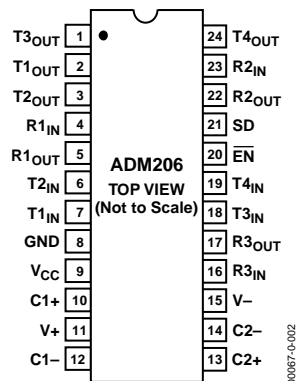 T3OUT 1 24 T4OUT
T1OUT 2 23 R2IN
T2OUT 3 22 R2OUT
R1IN 4 21 SD
R1OUT 5 20 E̅N̅
ADM206
T2IN 6 TOP VIEW 19 T4IN
T1IN 7 (Not to Scale) 18 T3IN
GND 8 17 R3OUT
VCC 9 16 R3IN
C1+ 10 15 V–
V+ 11 14 C2–
C1– 12 13 C2+
00067-0-002